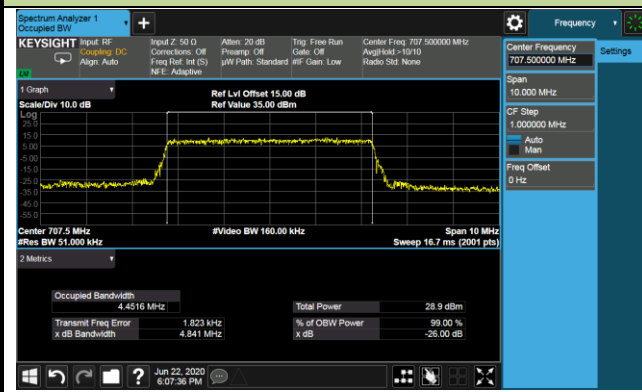 Spectrum Analyzer 1
Occupied BW
Frequency
KEYSIGHT
Input: RF
Coupling: DC
Align: Auto
Input Z: 50 Ω
Corrections: Off
Freq Ref: Int (S)
NFE: Adaptive
Atten: 20 dB
Preamp: Off
µW Path: Standard
Trig: Free Run
Gate: Off
#IF Gain: Low
Center Freq: 707.500000 MHz
Avg|Hold:>10/10
Radio Std: None
Center Frequency
707.500000 MHz
Settings
Span
10.000 MHz
CF Step
1.000000 MHz
Auto
Man
Freq Offset
0 Hz
1 Graph
Scale/Div 10.0 dB
Ref Lvl Offset 15.00 dB
Ref Value 35.00 dBm
Log
25.0
15.0
5.00
-5.00
-15.0
-25.0
-35.0
-45.0
-55.0
Center 707.5 MHz
#Video BW 160.00 kHz
Span 10 MHz
#Res BW 51.000 kHz
Sweep 16.7 ms (2001 pts)
2 Metrics
Occupied Bandwidth
4.4516 MHz
Total Power 28.9 dBm
Transmit Freq Error 1.823 kHz
% of OBW Power 99.00 %
x dB Bandwidth 4.841 MHz
x dB -26.00 dB
Jun 22, 2020
6:07:36 PM